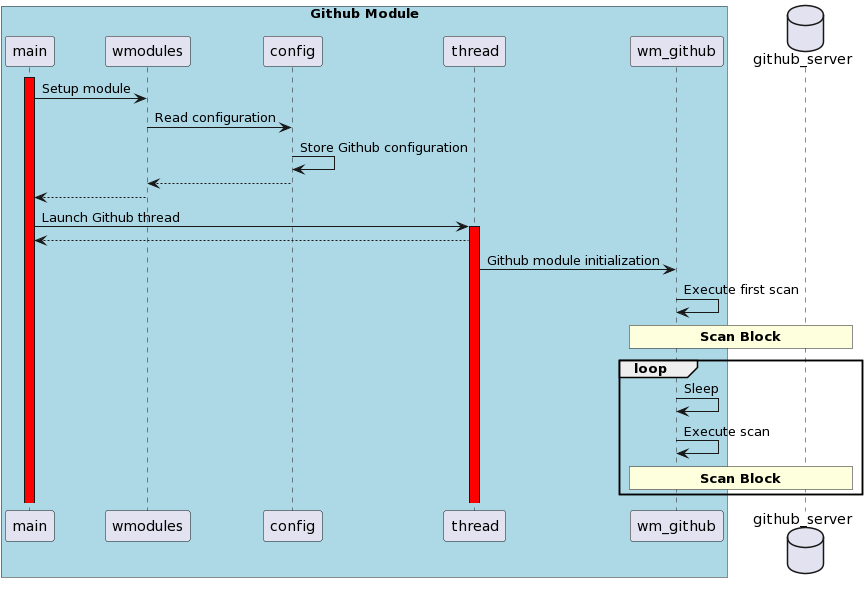 Github Module
main
wmodules
config
thread
wm_github
github_server
Setup module
Read configuration
Store Github configuration
Launch Github thread
Github module initialization
Execute first scan
Scan Block
loop
Sleep
Execute scan
Scan Block
main
wmodules
config
thread
wm_github
github_server